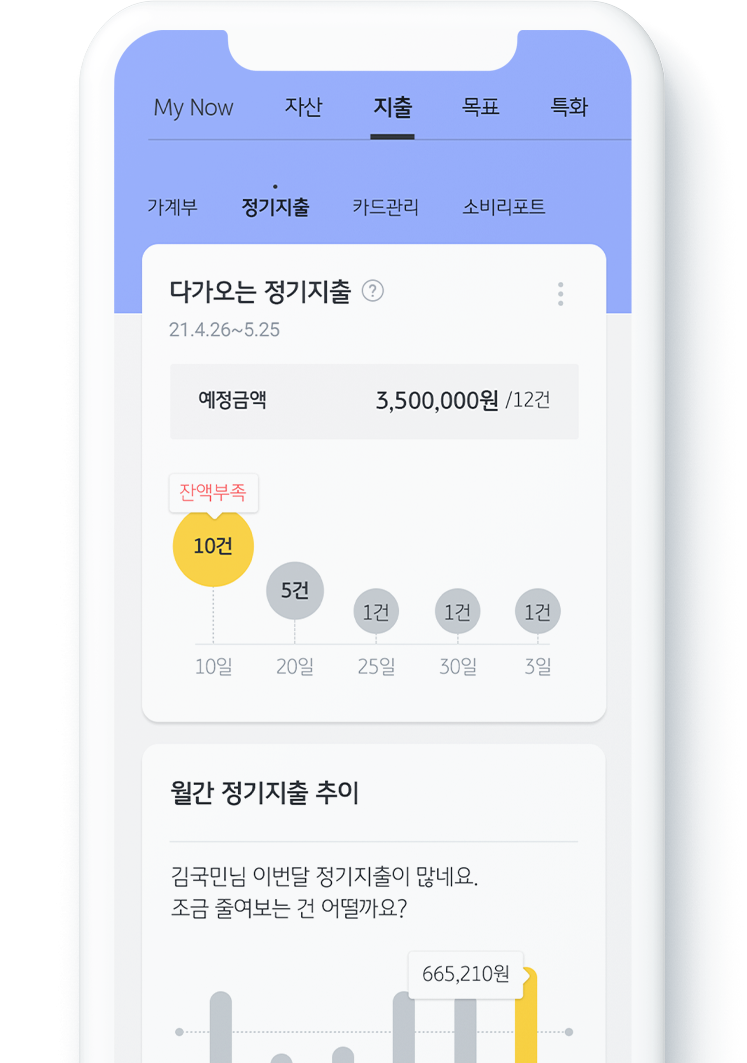 My Now 자산 지출 목표 특화
가계부 정기지출 카드관리 소비리포트
다가오는 정기지출 ?
21.4.26~5.25
예정금액 3,500,000원 /12건
잔액부족
10건 5건 1건 1건 1건
10일 20일 25일 30일 3일
월간 정기지출 추이
김국민님 이번달 정기지출이 많네요.
조금 줄여보는 건 어떨까요?
665,210원